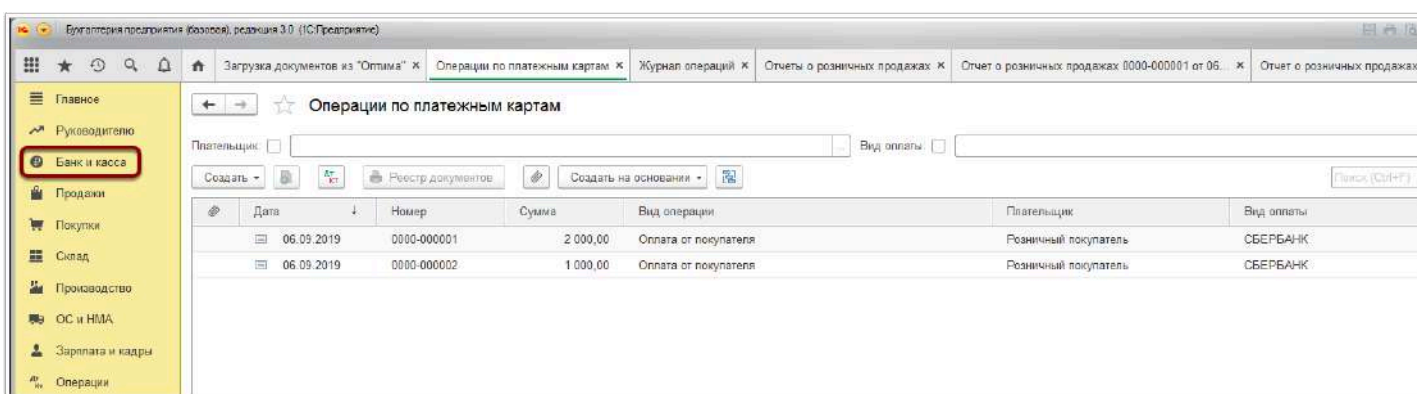 1С Бухгалтерия предприятия (базовая), редакция 3.0 (1С:Предприятие)
Загрузка документов из "Оптима" × Операции по платежным картам × Журнал операций × Отчеты о розничных продажах × Отчет о розничных продажах 0000-000001 от 06... × Отчет о розничных продажах
Главное
Руководителю
Банк и касса
Продажи
Покупки
Склад
Производство
ОС и НМА
Зарплата и кадры
Операции
Операции по платежным картам
Плательщик: Вид оплаты:
Создать Реестр документов Создать на основании Поиск (Ctrl+F)
Дата ↓ Номер Сумма Вид операции Плательщик Вид оплаты
06.09.2019 0000-000001 2 000,00 Оплата от покупателя Розничный покупатель СБЕРБАНК
06.09.2019 0000-000002 1 000,00 Оплата от покупателя Розничный покупатель СБЕРБАНК